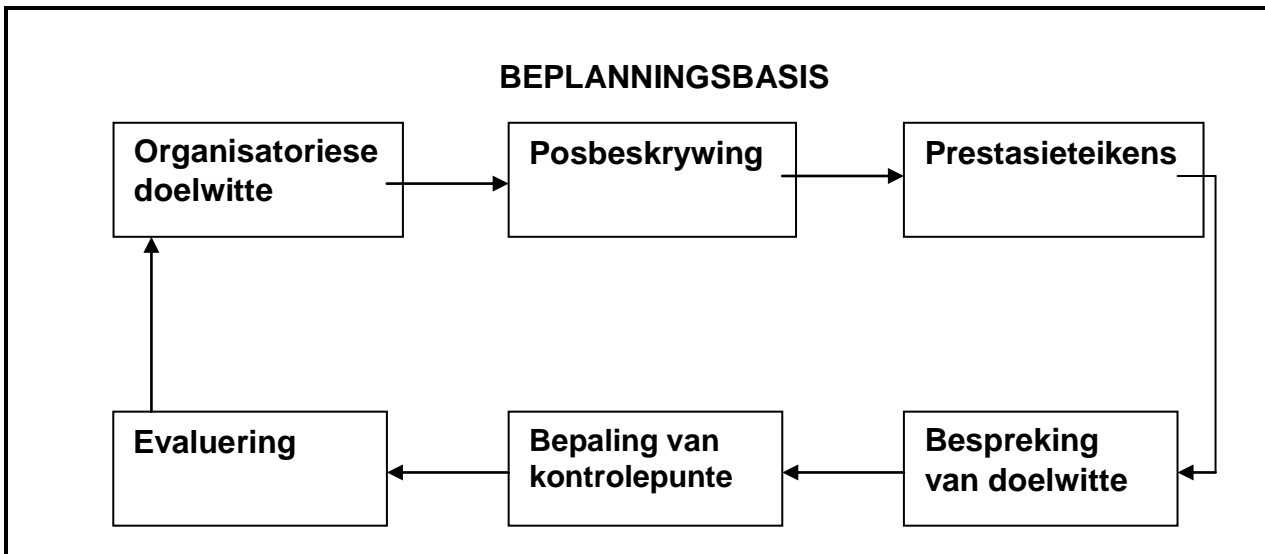 BEPLANNINGSBASIS
Organisatoriese
doelwitte
Posbeskrywing
Prestasieteikens
Evaluering
Bepaling van
kontrolepunte
Bespreking
van doelwitte